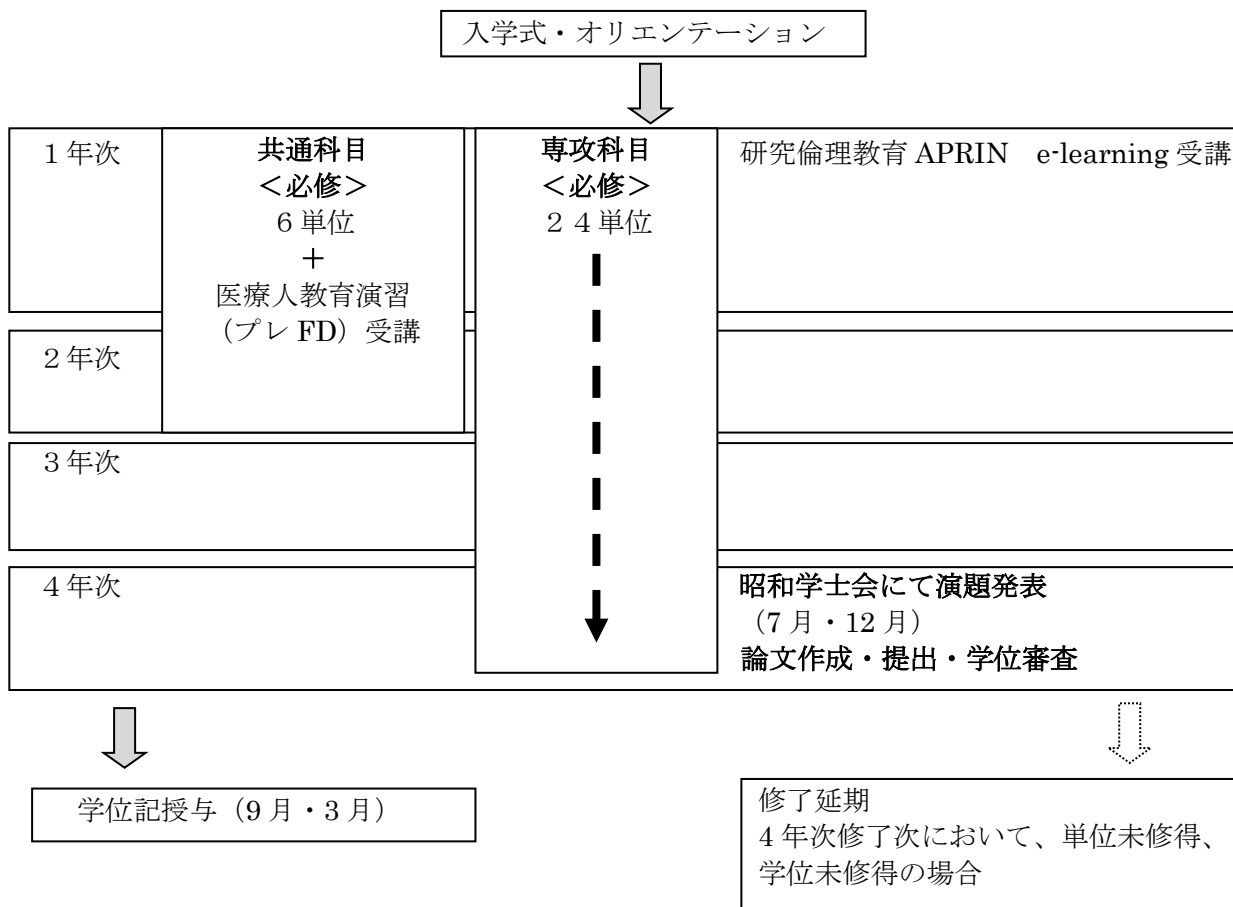 入学式・オリエンテーション
1年次
共通科目
<必修>
6単位
+
医療人教育演習
(プレFD)受講
専攻科目
<必修>
24単位
研究倫理教育 APRIN　e-learning 受講
2年次
3年次
4年次
昭和学士会にて演題発表
(7月・12月)
論文作成・提出・学位審査
学位記授与(9月・3月)
修了延期
4年次修了次において、単位未修得、
学位未修得の場合